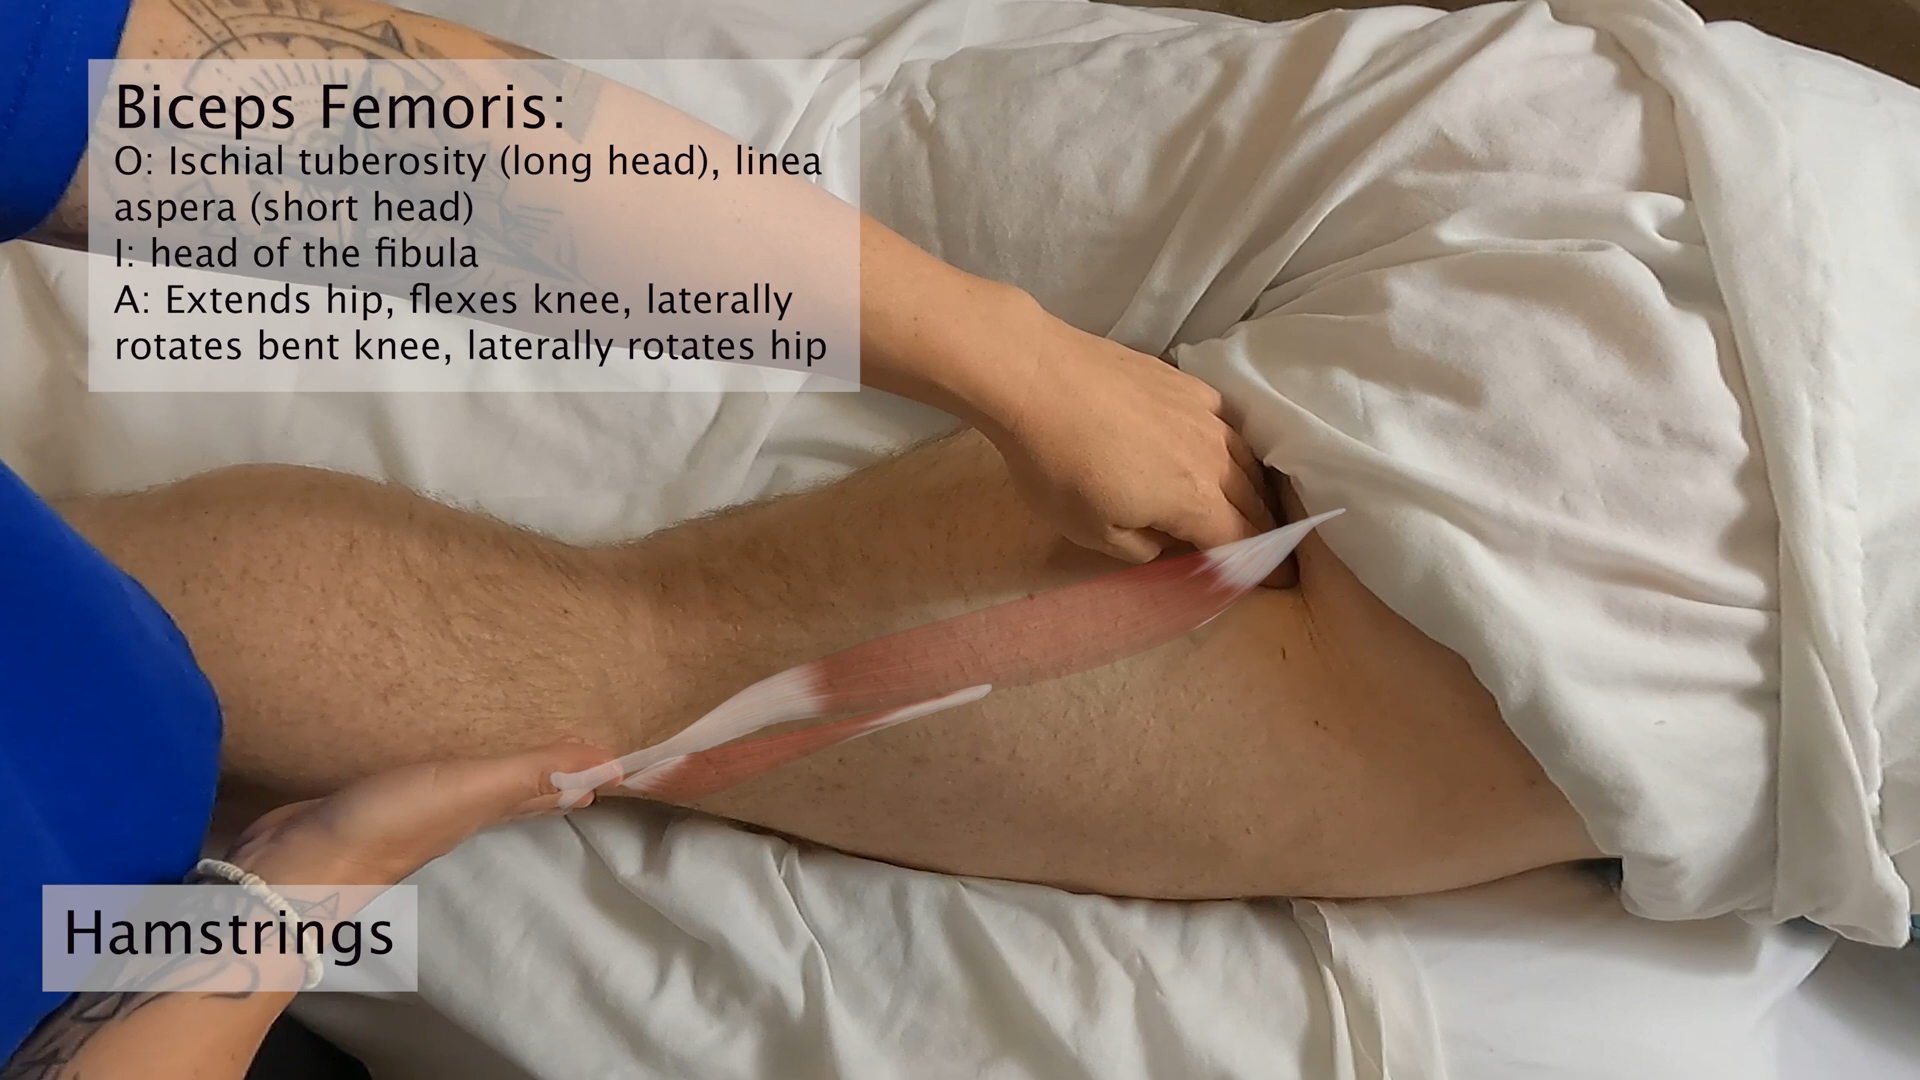 Biceps Femoris:
O: Ischial tuberosity (long head), linea
aspera (short head)
I: head of the fibula
A: Extends hip, flexes knee, laterally
rotates bent knee, laterally rotates hip
Hamstrings